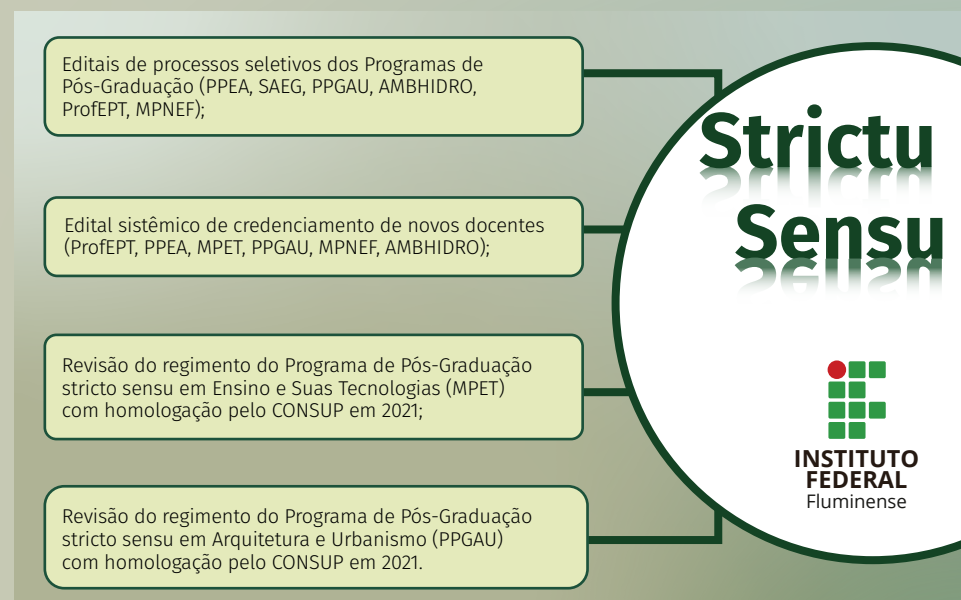 Editais de processos seletivos dos Programas de
Pós-Graduação (PPEA, SAEG, PPGAU, AMBHIDRO,
ProfEPT, MPNEF);
Edital sistêmico de credenciamento de novos docentes
(ProfEPT, PPEA, MPET, PPGAU, MPNEF, AMBHIDRO);
Revisão do regimento do Programa de Pós-Graduação
stricto sensu em Ensino e Suas Tecnologias (MPET)
com homologação pelo CONSUP em 2021;
Revisão do regimento do Programa de Pós-Graduação
stricto sensu em Arquitetura e Urbanismo (PPGAU)
com homologação pelo CONSUP em 2021.
Strictu
Sensu
INSTITUTO
FEDERAL
Fluminense